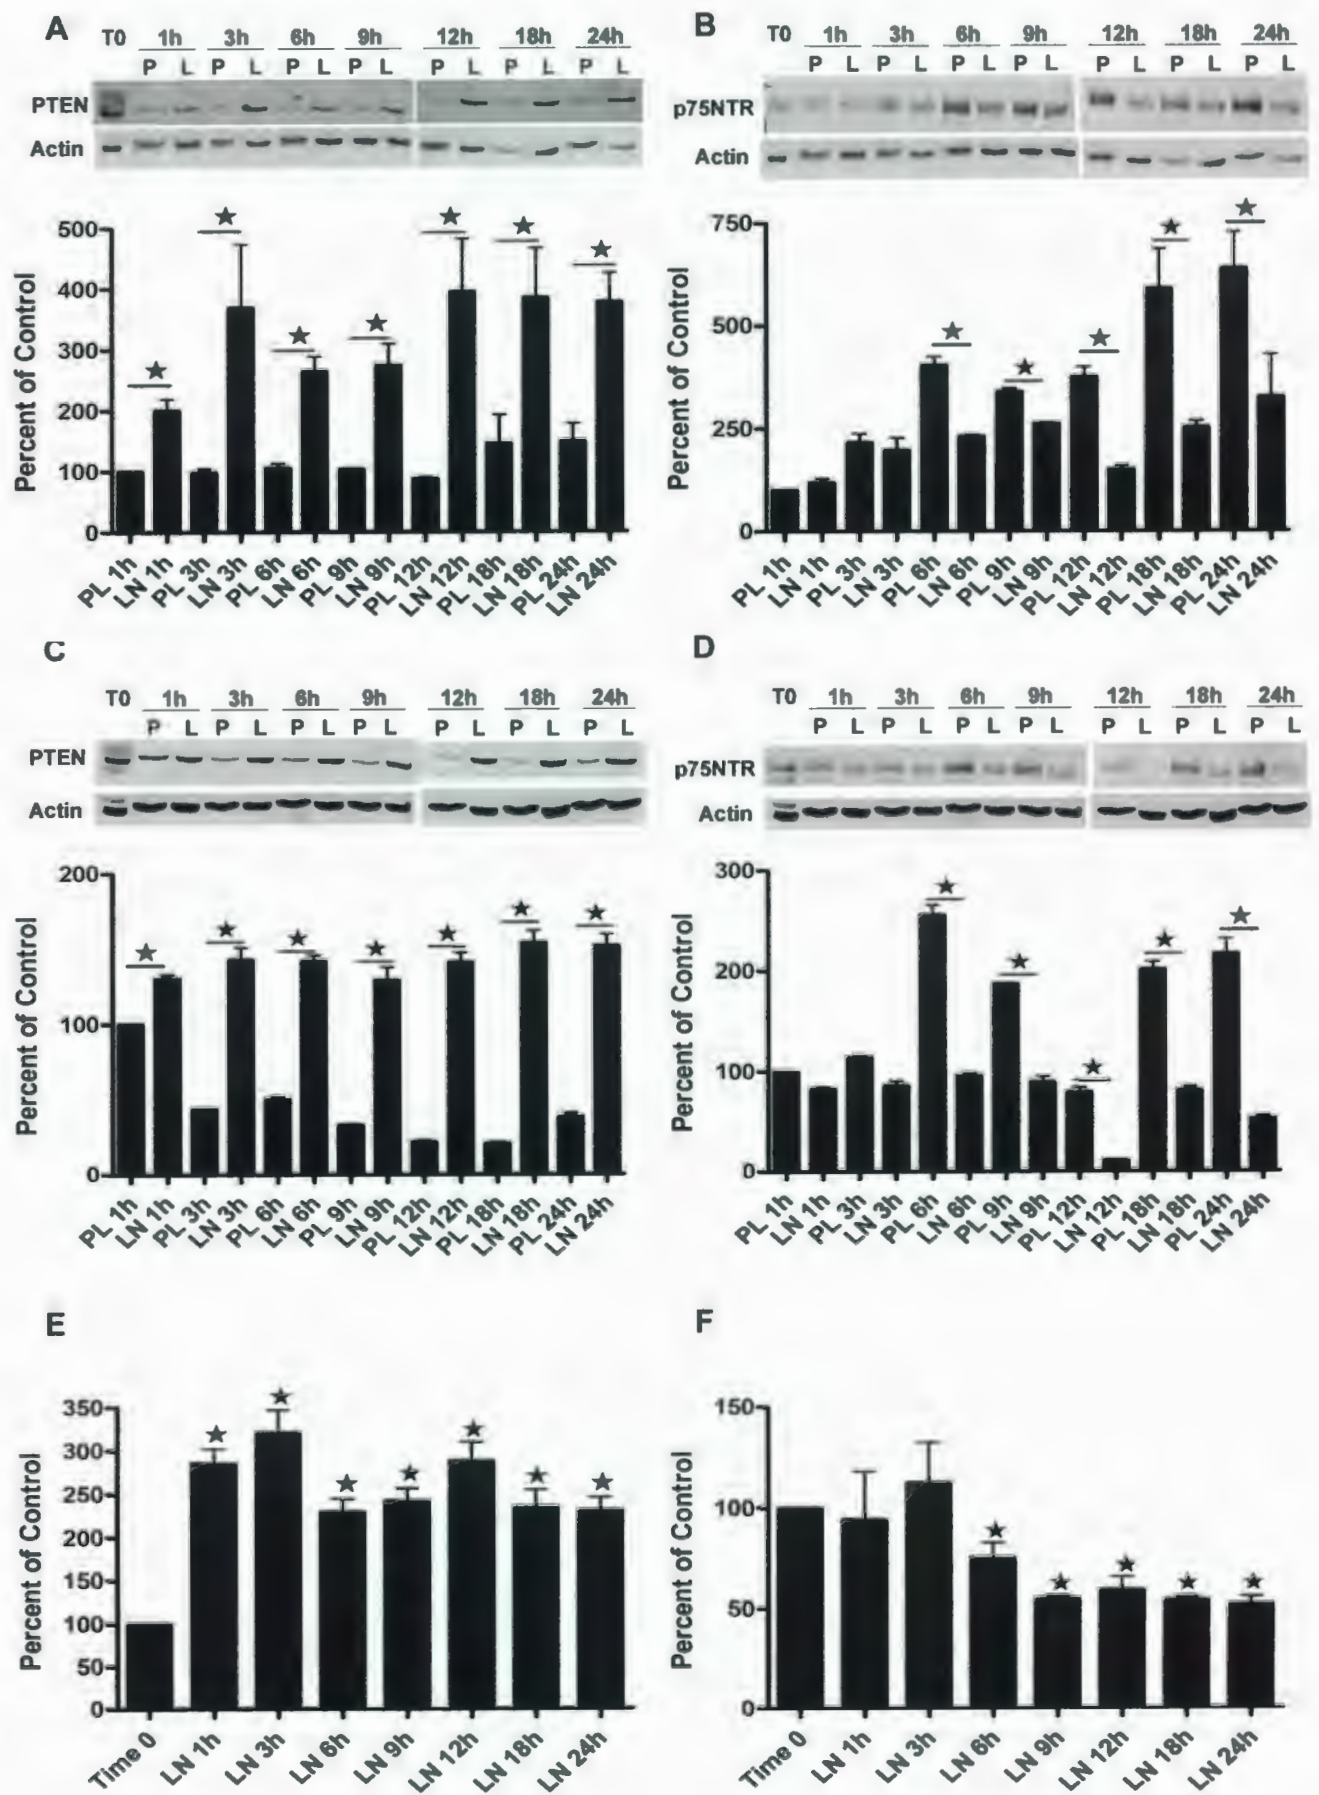 A
T0 1h 3h 6h 9h 12h 18h 24h
P L P L P L P L P L P L P L
PTEN
Actin
500
400
300
200
100
0
Percent of Control
PL 1h LN 1h PL 3h LN 3h PL 6h LN 6h PL 9h LN 9h PL 12h LN 12h PL 18h LN 18h PL 24h LN 24h
B
T0 1h 3h 6h 9h 12h 18h 24h
P L P L P L P L P L P L P L
p75NTR
Actin
750
500
250
0
Percent of Control
PL 1h LN 1h PL 3h LN 3h PL 6h LN 6h PL 9h LN 9h PL 12h LN 12h PL 18h LN 18h PL 24h LN 24h
C
T0 1h 3h 6h 9h 12h 18h 24h
P L P L P L P L P L P L P L
PTEN
Actin
200
100
0
Percent of Control
PL 1h LN 1h PL 3h LN 3h PL 6h LN 6h PL 9h LN 9h PL 12h LN 12h PL 18h LN 18h PL 24h LN 24h
D
T0 1h 3h 6h 9h 12h 18h 24h
P L P L P L P L P L P L P L
p75NTR
Actin
300
200
100
0
Percent of Control
PL 1h LN 1h PL 3h LN 3h PL 6h LN 6h PL 9h LN 9h PL 12h LN 12h PL 18h LN 18h PL 24h LN 24h
E
350
300
250
200
150
100
50
0
Percent of Control
Time 0 LN 1h LN 3h LN 6h LN 9h LN 12h LN 18h LN 24h
F
150
100
50
0
Percent of Control
Time 0 LN 1h LN 3h LN 6h LN 9h LN 12h LN 18h LN 24h